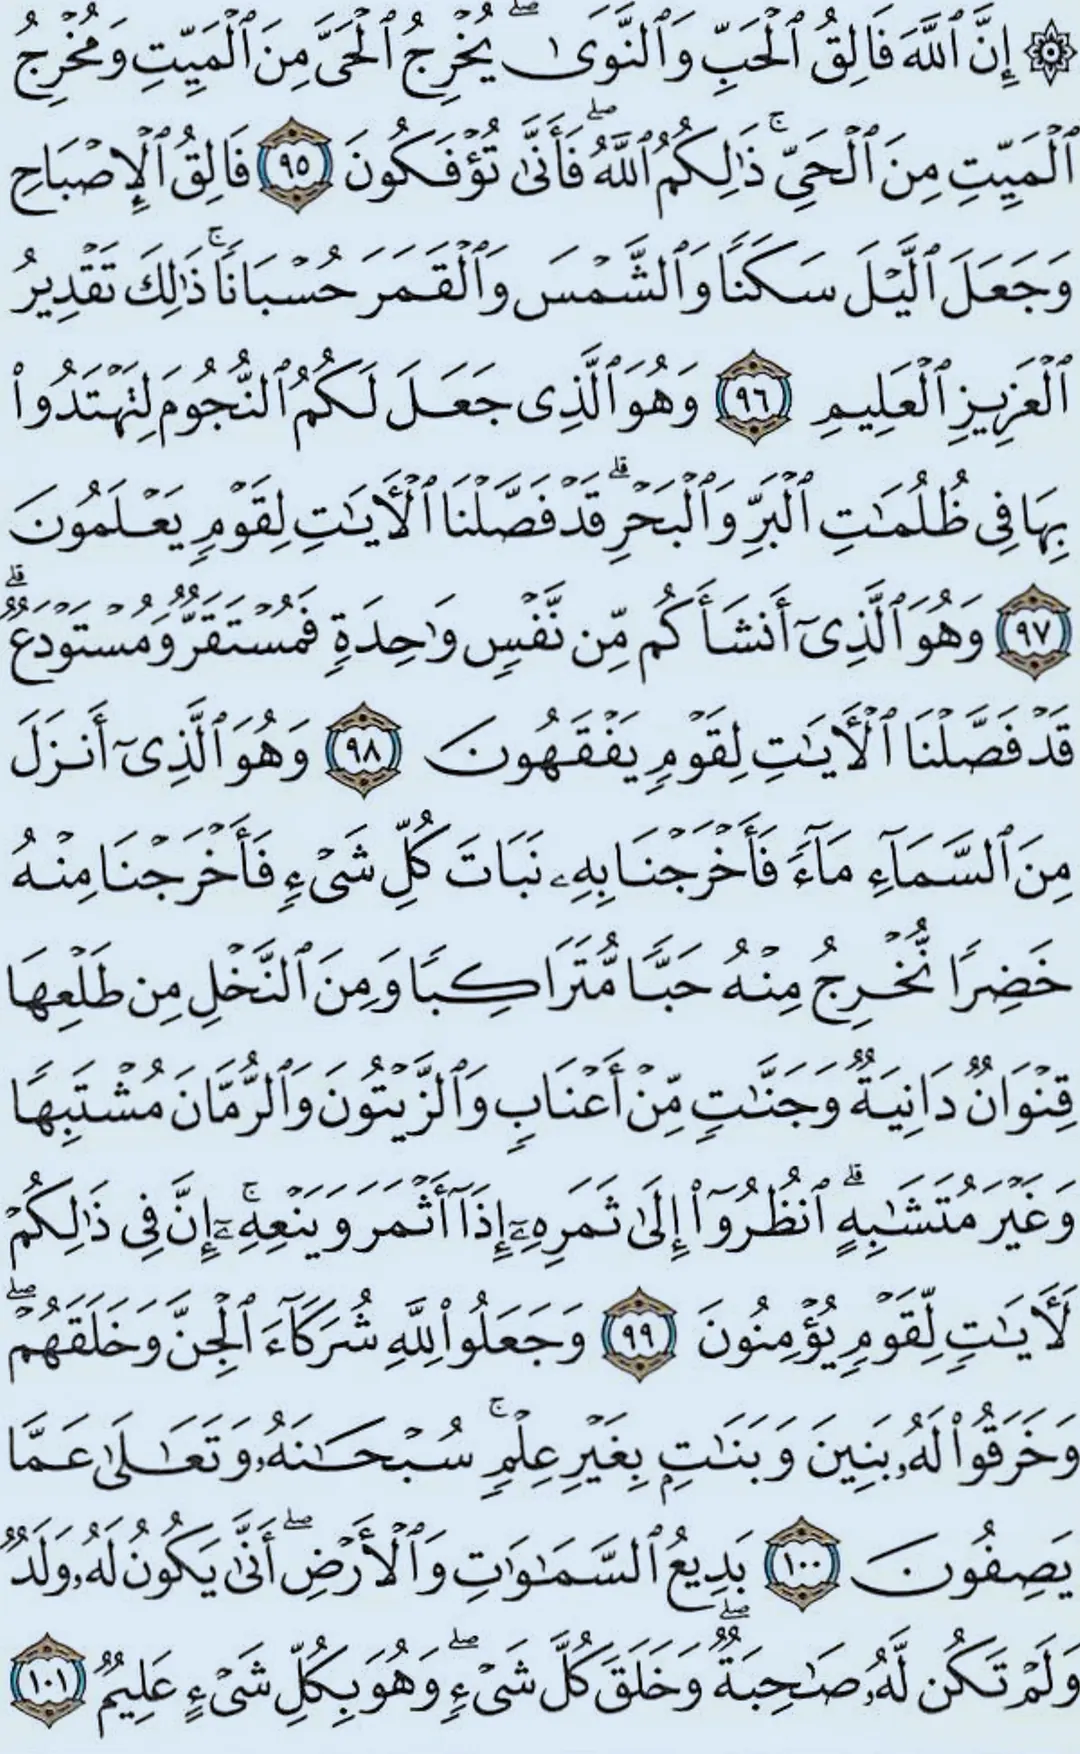 ۞ إِنَّ ٱللَّهَ فَالِقُ ٱلْحَبِّ وَٱلنَّوَىٰۖ يُخْرِجُ ٱلْحَىَّ مِنَ ٱلْمَيِّتِ وَمُخْرِجُ
ٱلْمَيِّتِ مِنَ ٱلْحَىِّۚ ذَٰلِكُمُ ٱللَّهُۖ فَأَنَّىٰ تُؤْفَكُونَ ٩٥ فَالِقُ ٱلْإِصْبَاحِ
وَجَعَلَ ٱلَّيْلَ سَكَنًا وَٱلشَّمْسَ وَٱلْقَمَرَ حُسْبَانًاۚ ذَٰلِكَ تَقْدِيرُ
ٱلْعَزِيزِ ٱلْعَلِيمِ ٩٦ وَهُوَ ٱلَّذِى جَعَلَ لَكُمُ ٱلنُّجُومَ لِتَهْتَدُوا۟
بِهَا فِى ظُلُمَٰتِ ٱلْبَرِّ وَٱلْبَحْرِۗ قَدْ فَصَّلْنَا ٱلْءَايَٰتِ لِقَوْمٍ يَعْلَمُونَ
٩٧ وَهُوَ ٱلَّذِىٓ أَنشَأَكُم مِّن نَّفْسٍ وَٰحِدَةٍ فَمُسْتَقَرٌّ وَمُسْتَوْدَعٌۗ
قَدْ فَصَّلْنَا ٱلْءَايَٰتِ لِقَوْمٍ يَفْقَهُونَ ٩٨ وَهُوَ ٱلَّذِىٓ أَنزَلَ
مِنَ ٱلسَّمَآءِ مَآءً فَأَخْرَجْنَا بِهِۦ نَبَاتَ كُلِّ شَىْءٍ فَأَخْرَجْنَا مِنْهُ
خَضِرًا نُّخْرِجُ مِنْهُ حَبًّا مُّتَرَاكِبًا وَمِنَ ٱلنَّخْلِ مِن طَلْعِهَا
قِنْوَانٌ دَانِيَةٌ وَجَنَّٰتٍ مِّنْ أَعْنَابٍ وَٱلزَّيْتُونَ وَٱلرُّمَّانَ مُشْتَبِهًا
وَغَيْرَ مُتَشَٰبِهٍۗ ٱنظُرُوٓا۟ إِلَىٰ ثَمَرِهِۦٓ إِذَآ أَثْمَرَ وَيَنْعِهِۦٓۚ إِنَّ فِى ذَٰلِكُمْ
لَءَايَٰتٍ لِّقَوْمٍ يُؤْمِنُونَ ٩٩ وَجَعَلُوا۟ لِلَّهِ شُرَكَآءَ ٱلْجِنَّ وَخَلَقَهُمْۖ
وَخَرَقُوا۟ لَهُۥ بَنِينَ وَبَنَٰتٍۭ بِغَيْرِ عِلْمٍۚ سُبْحَٰنَهُۥ وَتَعَٰلَىٰ عَمَّا
يَصِفُونَ ١٠٠ بَدِيعُ ٱلسَّمَٰوَٰتِ وَٱلْأَرْضِۖ أَنَّىٰ يَكُونُ لَهُۥ وَلَدٌ
وَلَمْ تَكُن لَّهُۥ صَٰحِبَةٌۖ وَخَلَقَ كُلَّ شَىْءٍۖ وَهُوَ بِكُلِّ شَىْءٍ عَلِيمٌ ١٠١